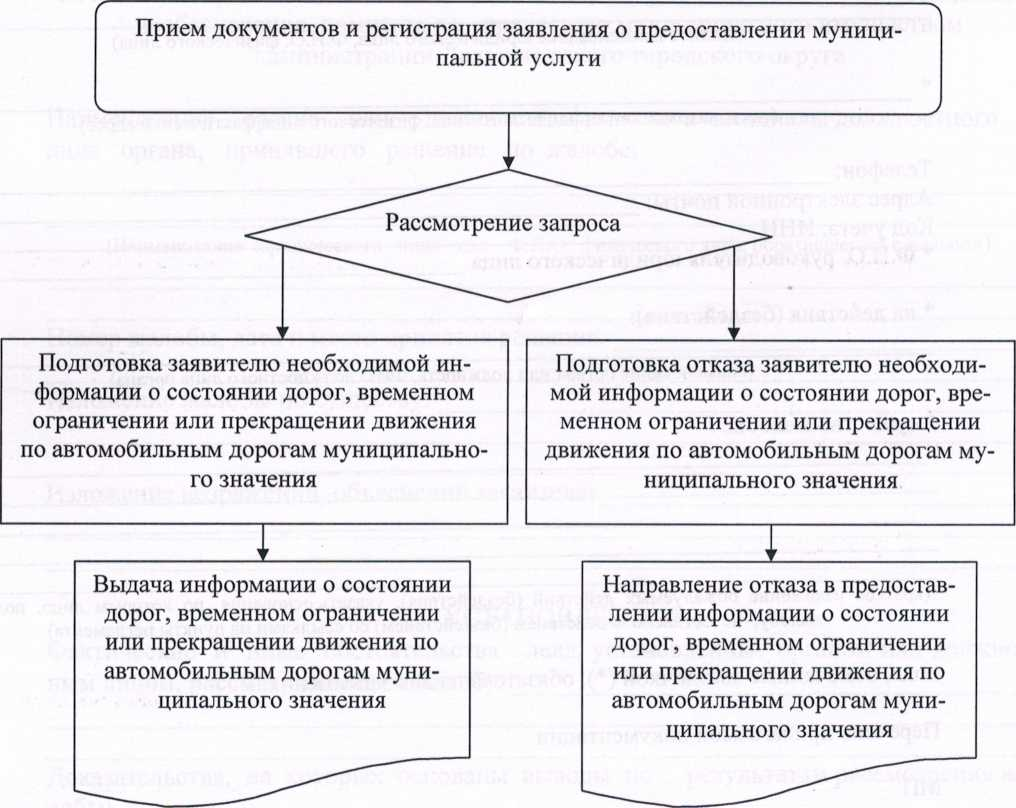 Прием документов и регистрация заявления о предоставлении муници-
пальной услуги
Рассмотрение запроса
Подготовка заявителю необходимой ин-
формации о состоянии дорог, временном
ограничении или прекращении движения
по автомобильным дорогам муниципально-
го значения
Подготовка отказа заявителю необходи-
мой информации о состоянии дорог, вре-
менном ограничении или прекращении
движения по автомобильным дорогам му-
ниципального значения
Выдача информации о состоянии
дорог, временном ограничении
или прекращении движения по
автомобильным дорогам муни-
ципального значения
Направление отказа в предостав-
лении информации о состоянии
дорог, временном ограничении
или прекращении движения по
автомобильным дорогам муни-
ципального значения